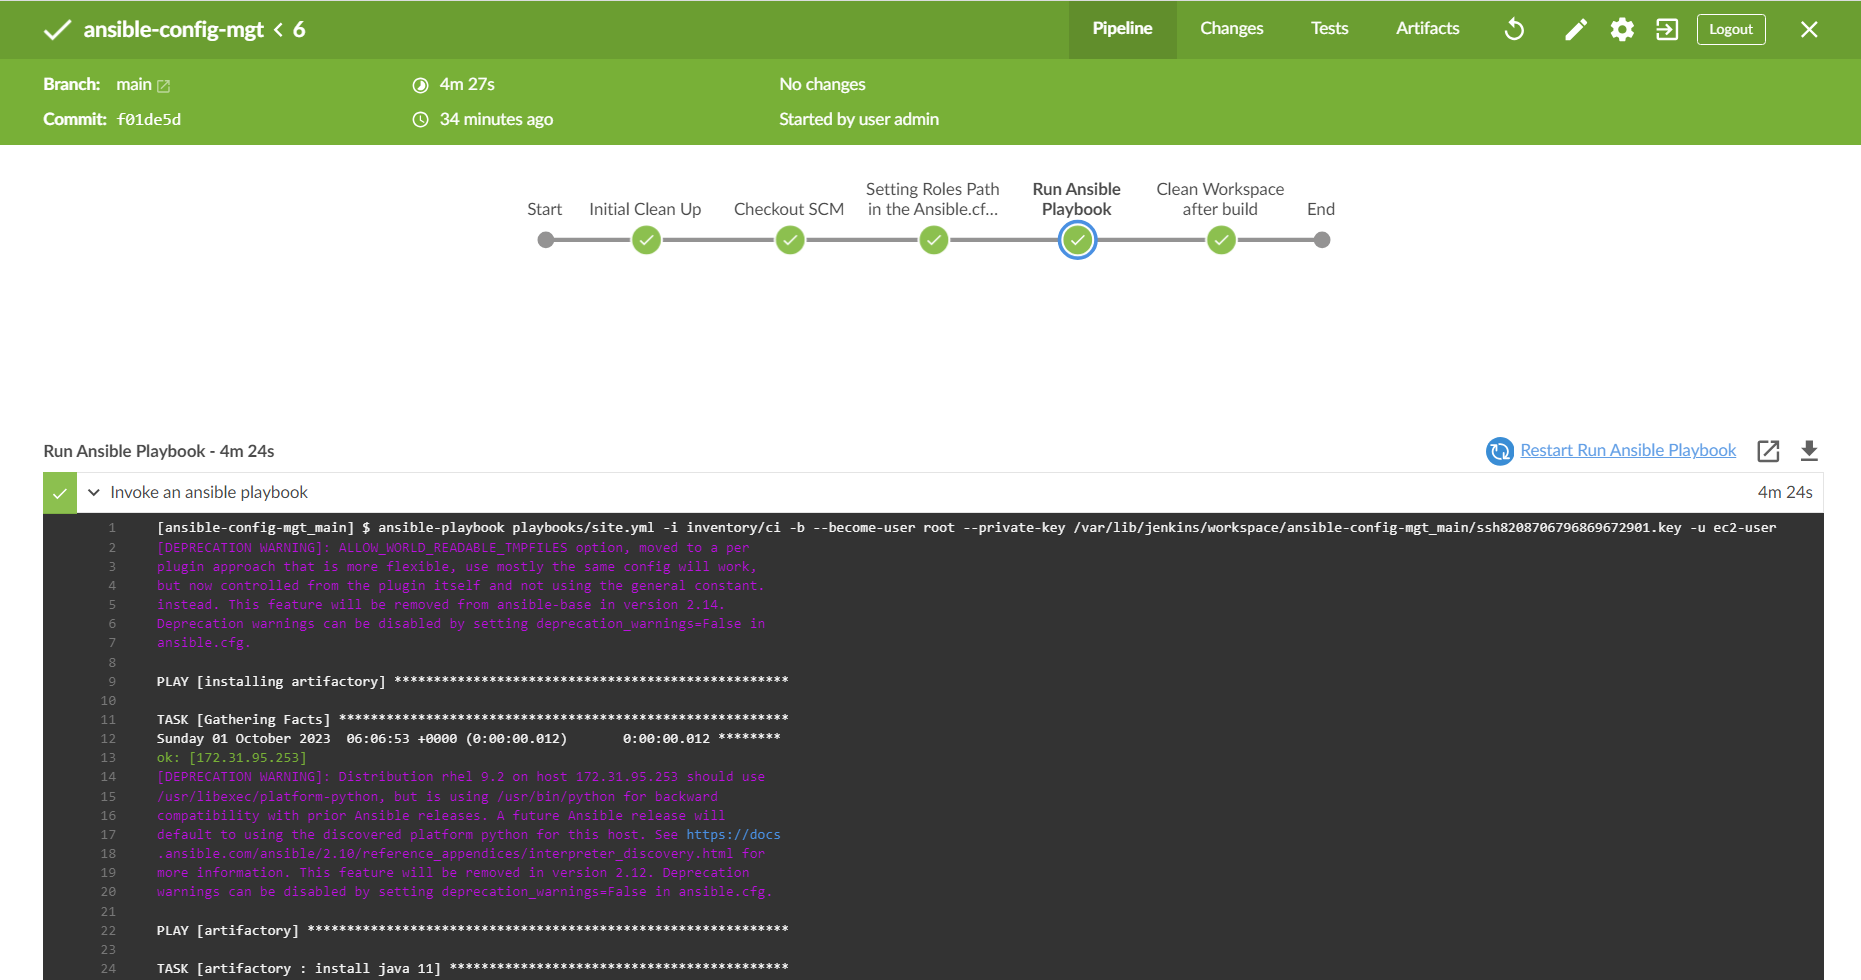 ansible-config-mgt < 6
Pipeline
Changes
Tests
Artifacts
Logout
Branch: main
4m 27s
No changes
Commit: f01de5d
34 minutes ago
Started by user admin
Start
Initial Clean Up
Checkout SCM
Setting Roles Path
in the Ansible.cf...
Run Ansible
Playbook
Clean Workspace
after build
End
Run Ansible Playbook - 4m 24s
Restart Run Ansible Playbook
Invoke an ansible playbook
4m 24s
1 [ansible-config-mgt_main] $ ansible-playbook playbooks/site.yml -i inventory/ci -b --become-user root --private-key /var/lib/jenkins/workspace/ansible-config-mgt_main/ssh8208706796869672901.key -u ec2-user
2 [DEPRECATION WARNING]: ALLOW_WORLD_READABLE_TMPFILES option, moved to a per
3 plugin approach that is more flexible, use mostly the same config will work,
4 but now controlled from the plugin itself and not using the general constant.
5 instead. This feature will be removed from ansible-base in version 2.14.
6 Deprecation warnings can be disabled by setting deprecation_warnings=False in
7 ansible.cfg.
8
9 PLAY [installing artifactory] **************************************************
10
11 TASK [Gathering Facts] *********************************************************
12 Sunday 01 October 2023  06:06:53 +0000 (0:00:00.012)       0:00:00.012 ********
13 ok: [172.31.95.253]
14 [DEPRECATION WARNING]: Distribution rhel 9.2 on host 172.31.95.253 should use
15 /usr/libexec/platform-python, but is using /usr/bin/python for backward
16 compatibility with prior Ansible releases. A future Ansible release will
17 default to using the discovered platform python for this host. See https://docs
18 .ansible.com/ansible/2.10/reference_appendices/interpreter_discovery.html for
19 more information. This feature will be removed in version 2.12. Deprecation
20 warnings can be disabled by setting deprecation_warnings=False in ansible.cfg.
21
22 PLAY [artifactory] *************************************************************
23
24 TASK [artifactory : install java 11] *******************************************